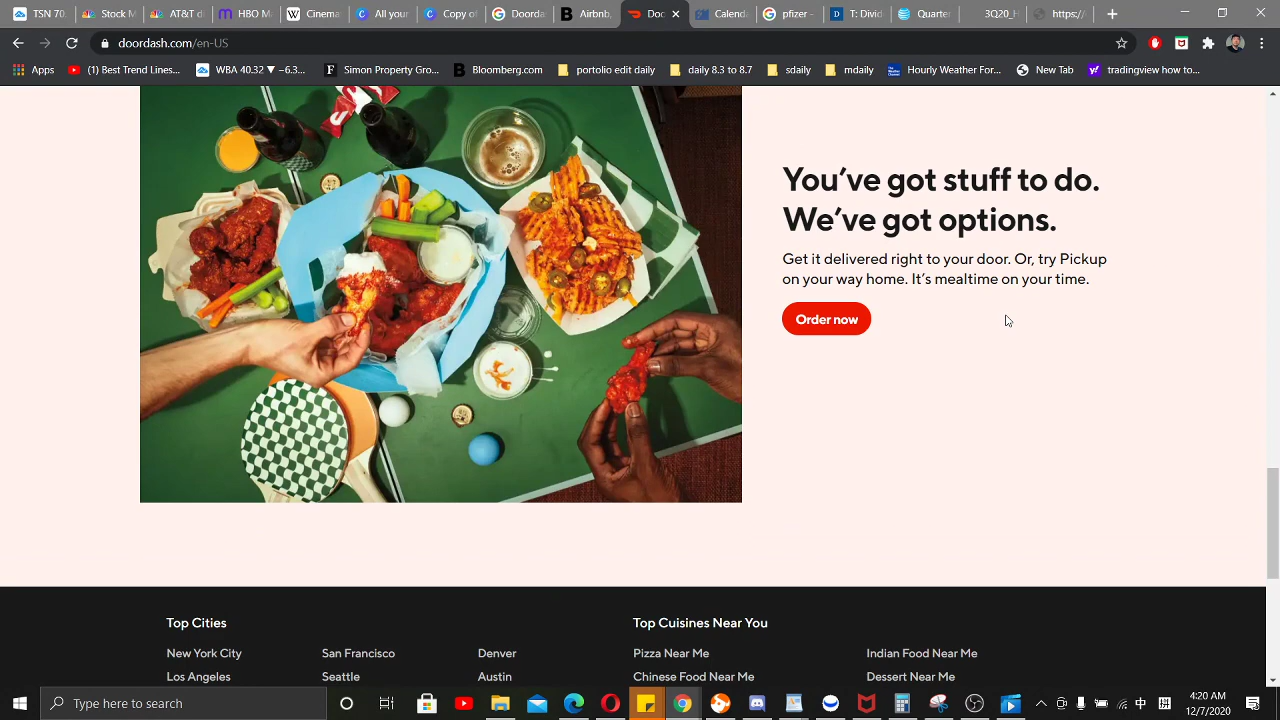 TSN 70.
Stock M
AT&T d
HBO M
Cinema
All your
Copy of
Doorda
Airbnb,
Doo
Calenda
pfizer -
T: Divid
Quarter
3Q20_H
https://
doordash.com/en-US
Apps
(1) Best Trend Lines...
WBA 40.32 ▼ −6.3...
Simon Property Gro...
Bloomberg.com
portolio edit daily
daily 8.3 to 8.7
sdaily
mdaily
Hourly Weather For...
New Tab
tradingview how to...
You've got stuff to do.
We've got options.
Get it delivered right to your door. Or, try Pickup
on your way home. It's mealtime on your time.
Order now
Top Cities
Top Cuisines Near You
New York City
San Francisco
Denver
Pizza Near Me
Indian Food Near Me
Los Angeles
Seattle
Austin
Chinese Food Near Me
Dessert Near Me
Type here to search
中
拼
4:20 AM
12/7/2020